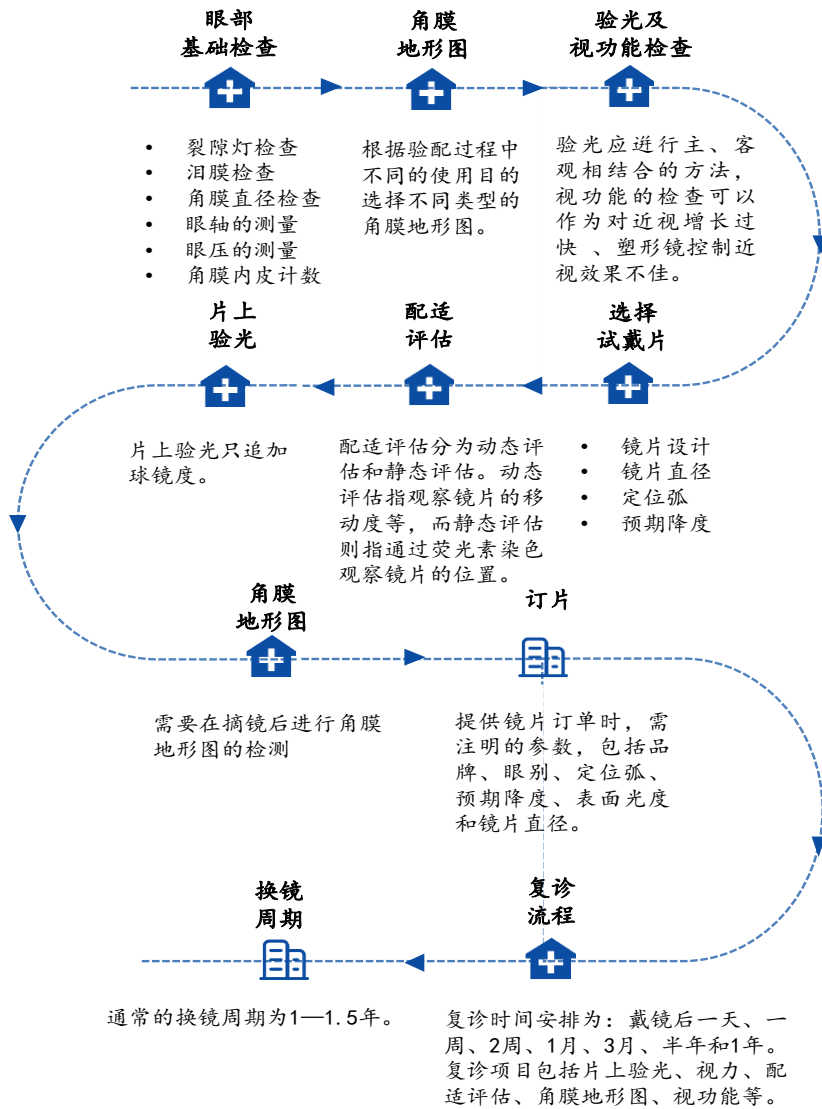 眼部
基础检查
• 裂隙灯检查
• 泪膜检查
• 角膜直径检查
• 眼轴的测量
• 眼压的测量
• 角膜内皮计数
角膜
地形图
根据验配过程中
不同的使用目的
选择不同类型的
角膜地形图。
验光及
视功能检查
验光应进行主、客
观相结合的方法，
视功能的检查可以
作为对近视增长过
快 、塑形镜控制近
视效果不佳。
选择
试戴片
• 镜片设计
• 镜片直径
• 定位弧
• 预期降度
配适
评估
配适评估分为动态评
估和静态评估。动态
评估指观察镜片的移
动度等，而静态评估
则指通过荧光素染色
观察镜片的位置。
片上
验光
片上验光只追加
球镜度。
角膜
地形图
需要在摘镜后进行角膜
地形图的检测
订片
提供镜片订单时，需
注明的参数，包括品
牌、眼别、定位弧、
预期降度、表面光度
和镜片直径。
复诊
流程
复诊时间安排为：戴镜后一天、一
周、2周、1月、3月、半年和1年。
复诊项目包括片上验光、视力、配
适评估、角膜地形图、视功能等。
换镜
周期
通常的换镜周期为1—1.5年。